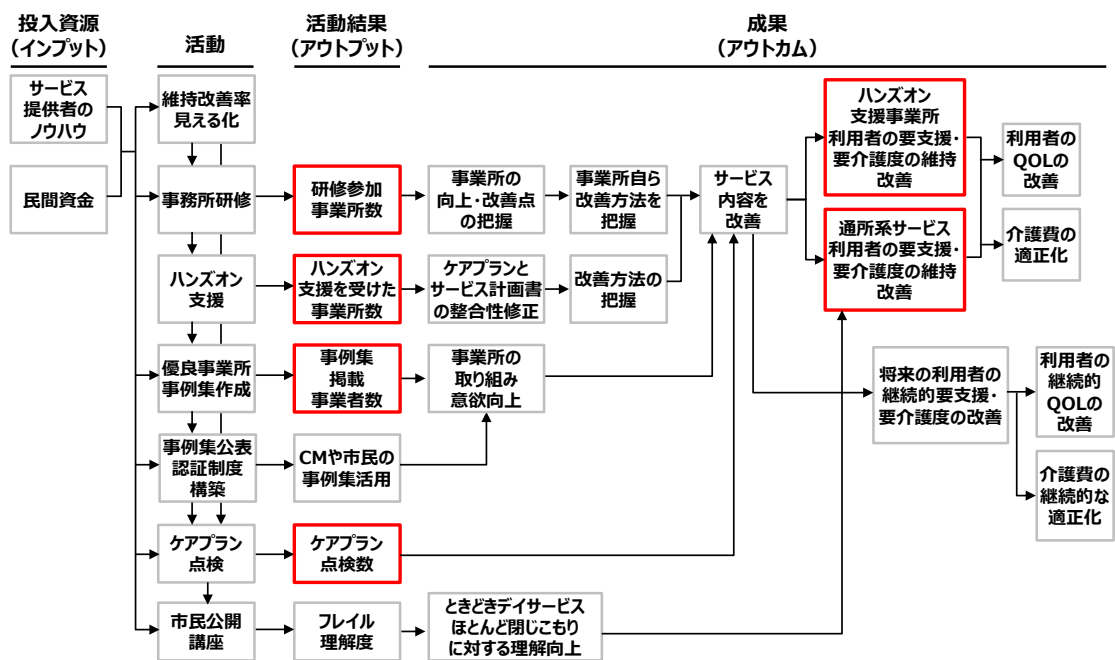 投入資源
（インプット）
活動
活動結果
（アウトプット）
成果
（アウトカム）
サービス
提供者の
ノウハウ
民間資金
維持改善率
見える化
事務所研修
ハンズオン
支援
優良事業所
事例集作成
事例集公表
認証制度
構築
ケアプラン
点検
市民公開
講座
研修参加
事業所数
ハンズオン
支援を受けた
事業所数
事例集
掲載
事業者数
CMや市民の
事例集活用
ケアプラン
点検数
フレイル
理解度
事業所の
向上・改善点
の把握
事業所自ら
改善方法を
把握
ケアプランと
サービス計画書
の整合性修正
改善方法の
把握
事業所の
取り組み
意欲向上
ときどきデイサービス
ほとんど閉じこもり
に対する理解向上
サービス
内容を
改善
ハンズオン
支援事業所
利用者の要支援・
要介護度の維持
改善
通所系サービス
利用者の要支援・
要介護度の維持
改善
利用者の
QOLの
改善
介護費の
適正化
将来の利用者の
継続的要支援・
要介護度の改善
利用者の
継続的
QOLの
改善
介護費の
継続的な
適正化